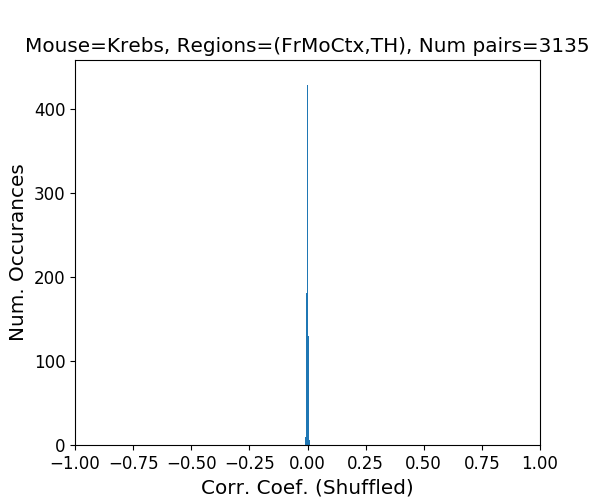 Mouse=Krebs, Regions=(FrMoCtx,TH), Num pairs=3135
Num. Occurances
400
300
200
100
0
−1.00 −0.75 −0.50 −0.25 0.00 0.25 0.50 0.75 1.00
Corr. Coef. (Shuffled)